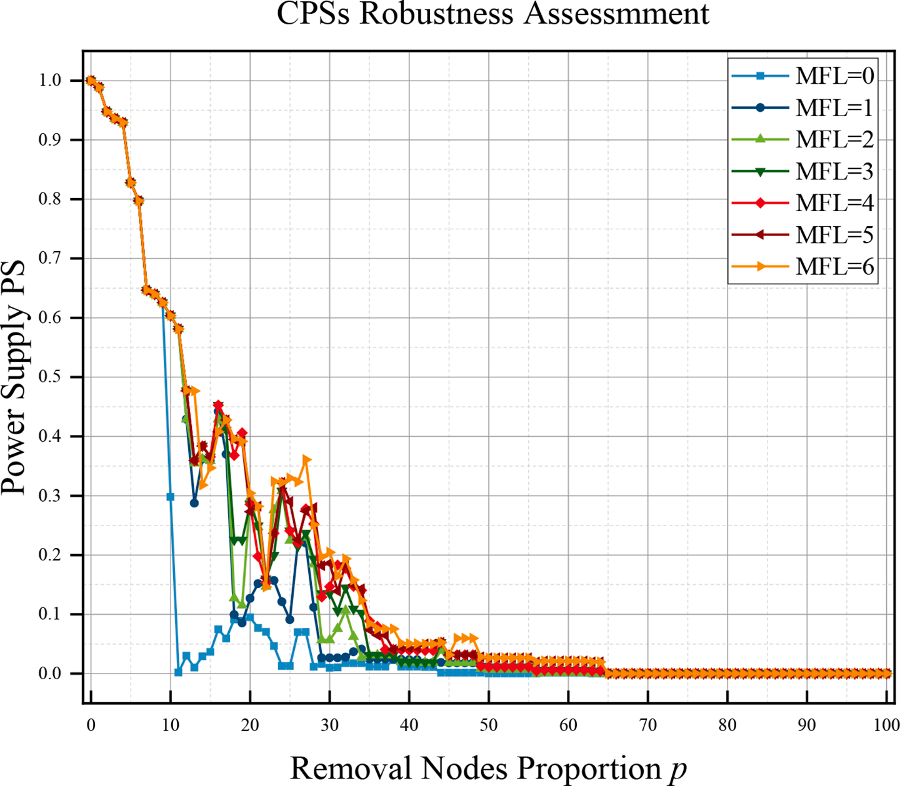 CPSs Robustness Assessmment
Power Supply PS
1.0
0.9
0.8
0.7
0.6
0.5
0.4
0.3
0.2
0.1
0.0
MFL=0
MFL=1
MFL=2
MFL=3
MFL=4
MFL=5
MFL=6
0 10 20 30 40 50 60 70 80 90 100
Removal Nodes Proportion p